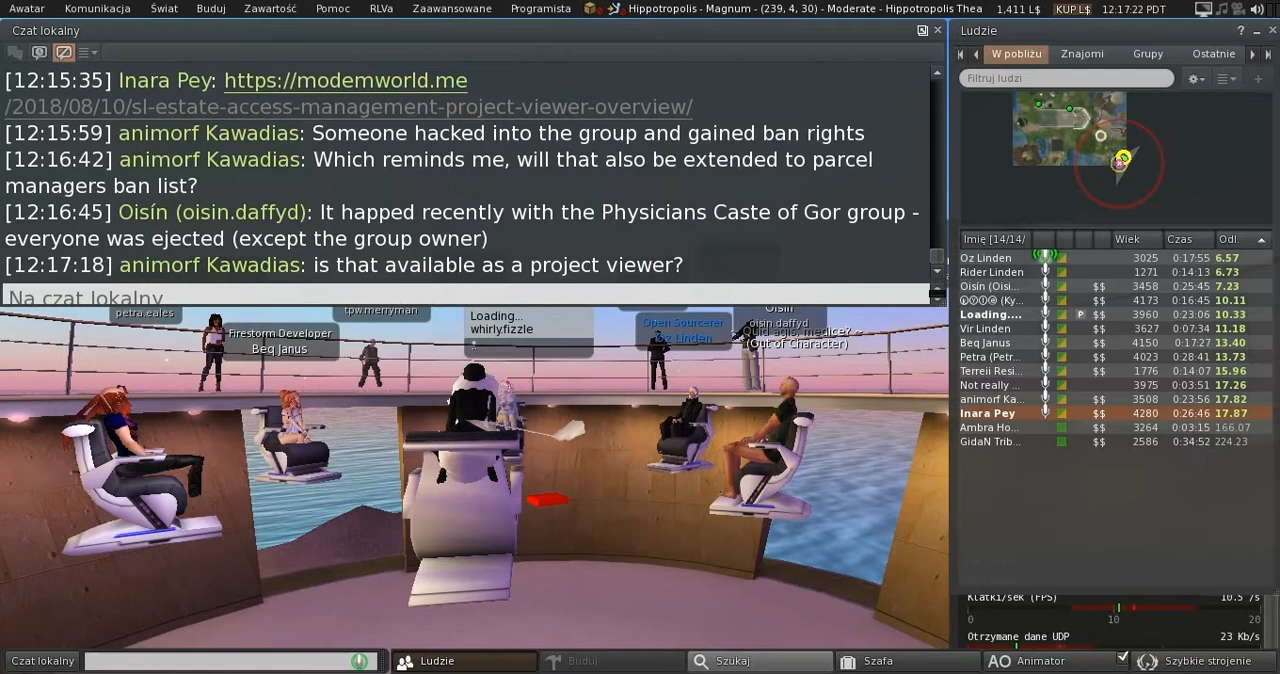 Awatar Komunikacja Świat Buduj Zawartość Pomoc RLVa Zaawansowane Programista Hippotropolis - Magnum - (239, 4, 30) - Moderate - Hippotropolis Thea 1,411 L$ KUP L$ 12:17:22 PDT
Czat lokalny
[12:15:35] Inara Pey: https://modemworld.me
/2018/08/10/sl-estate-access-management-project-viewer-overview/
[12:15:59] animorf Kawadias: Someone hacked into the group and gained ban rights
[12:16:42] animorf Kawadias: Which reminds me, will that also be extended to parcel
managers ban list?
[12:16:45] Oisín (oisin.daffyd): It happed recently with the Physicians Caste of Gor group -
everyone was ejected (except the group owner)
[12:17:18] animorf Kawadias: is that available as a project viewer?
Na czat lokalny
petra.eales
Firestorm Developer
Beq Janus
tpw.merryman
Loading...
whirly.fizzle
Open Sourcerer
Oz Linden
Oisín
oisin.daffyd
Quid agis, medice? ~
(Out of Character)
Ludzie
W pobliżu Znajomi Grupy Ostatnie
Filtruj ludzi
Imię [14/14/ Wiek Czas Odl.
Oz Linden 3025 0:17:55 6.57
Rider Linden 1271 0:14:13 6.73
Oisín (Oisi... $$ 3458 0:25:45 7.23
(Ky... $$ 4173 0:16:45 10.11
Loading.... P $$ 3960 0:23:06 10.33
Vir Linden $$ 3627 0:07:34 11.18
Beq Janus $$ 4150 0:17:27 13.40
Petra (Petr... $$ 4023 0:28:41 13.73
Terreii Resi... $$ 1776 0:14:07 15.96
Not really ... 3975 0:03:51 17.26
animorf Ka... $$ 3508 0:23:56 17.82
Inara Pey $$ 4280 0:26:46 17.87
Ambra Ho... $$ 3264 0:03:15 166.07
GidaN Trib... $$ 2586 0:34:52 224.23
Klatki/sek (FPS) 10.5 /s
0 10 20
Otrzymane dane UDP 23 Kb/s
Czat lokalny Ludzie Buduj Szukaj Szafa AO Animator Szybkie strojenie